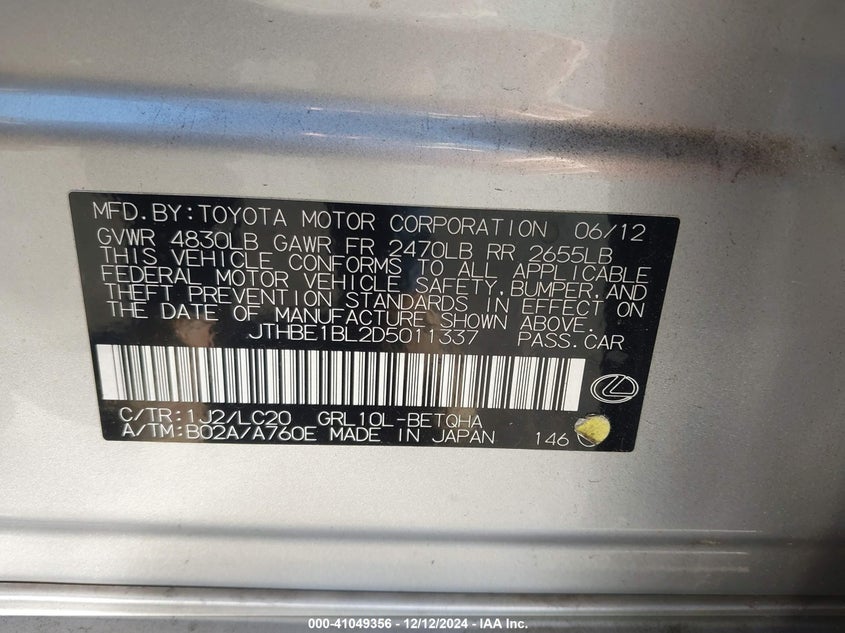 MFD.BY:TOYOTA MOTOR CORPORATION 06/12
GVWR 4830LB GAWR FR 2470LB RR 2655LB
THIS VEHICLE CONFORMS TO ALL APPLICABLE
FEDERAL MOTOR VEHICLE SAFETY,BUMPER,AND
THEFT PREVENTION STANDARDS IN EFFECT ON
THE DATE OF MANUFACTURE SHOWN ABOVE.
JTHBE1BL2D5011337 PASS.CAR
C/TR:1J2/LC20 GRL10L-BETQHA
A/TM:B02A/A760E MADE IN JAPAN 146
000-41049356 - 12/12/2024 - IAA Inc.